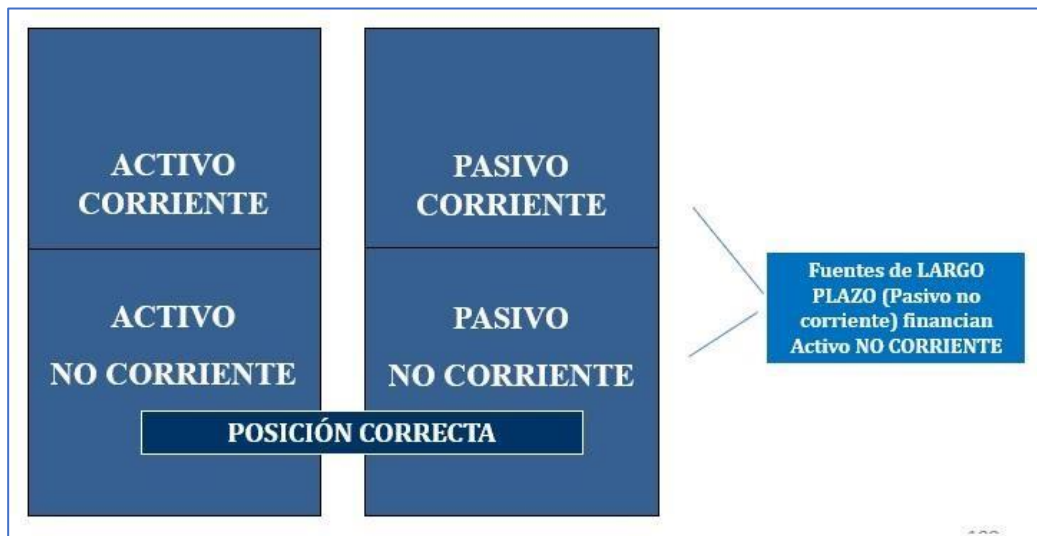 ACTIVO
CORRIENTE
PASIVO
CORRIENTE
ACTIVO
NO CORRIENTE
PASIVO
NO CORRIENTE
POSICIÓN CORRECTA
Fuentes de LARGO
PLAZO (Pasivo no
corriente) financian
Activo NO CORRIENTE